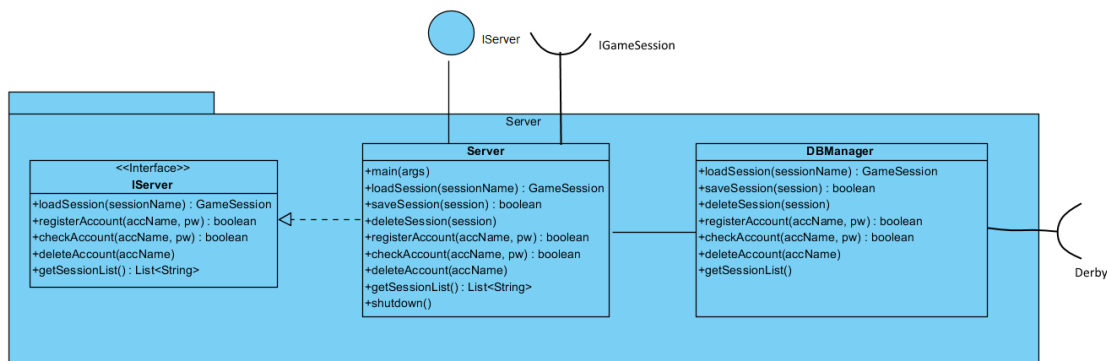 IServer
IGameSession
Server
<<Interface>>
IServer
+loadSession(sessionName) : GameSession
+registerAccount(accName, pw) : boolean
+checkAccount(accName, pw) : boolean
+deleteAccount(accName)
+getSessionList() : List<String>
Server
+main(args)
+loadSession(sessionName) : GameSession
+saveSession(session) : boolean
+deleteSession(session)
+registerAccount(accName, pw) : boolean
+checkAccount(accName, pw) : boolean
+deleteAccount(accName)
+getSessionList() : List<String>
+shutdown()
DBManager
+loadSession(sessionName) : GameSession
+saveSession(session) : boolean
+deleteSession(session)
+registerAccount(accName, pw) : boolean
+checkAccount(accName, pw) : boolean
+deleteAccount(accName)
+getSessionList()
Derby